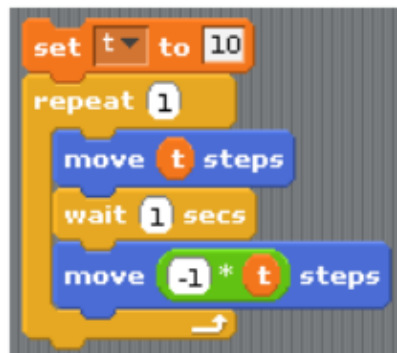 set t to 10
repeat 1
move t steps
wait 1 secs
move -1 * t steps